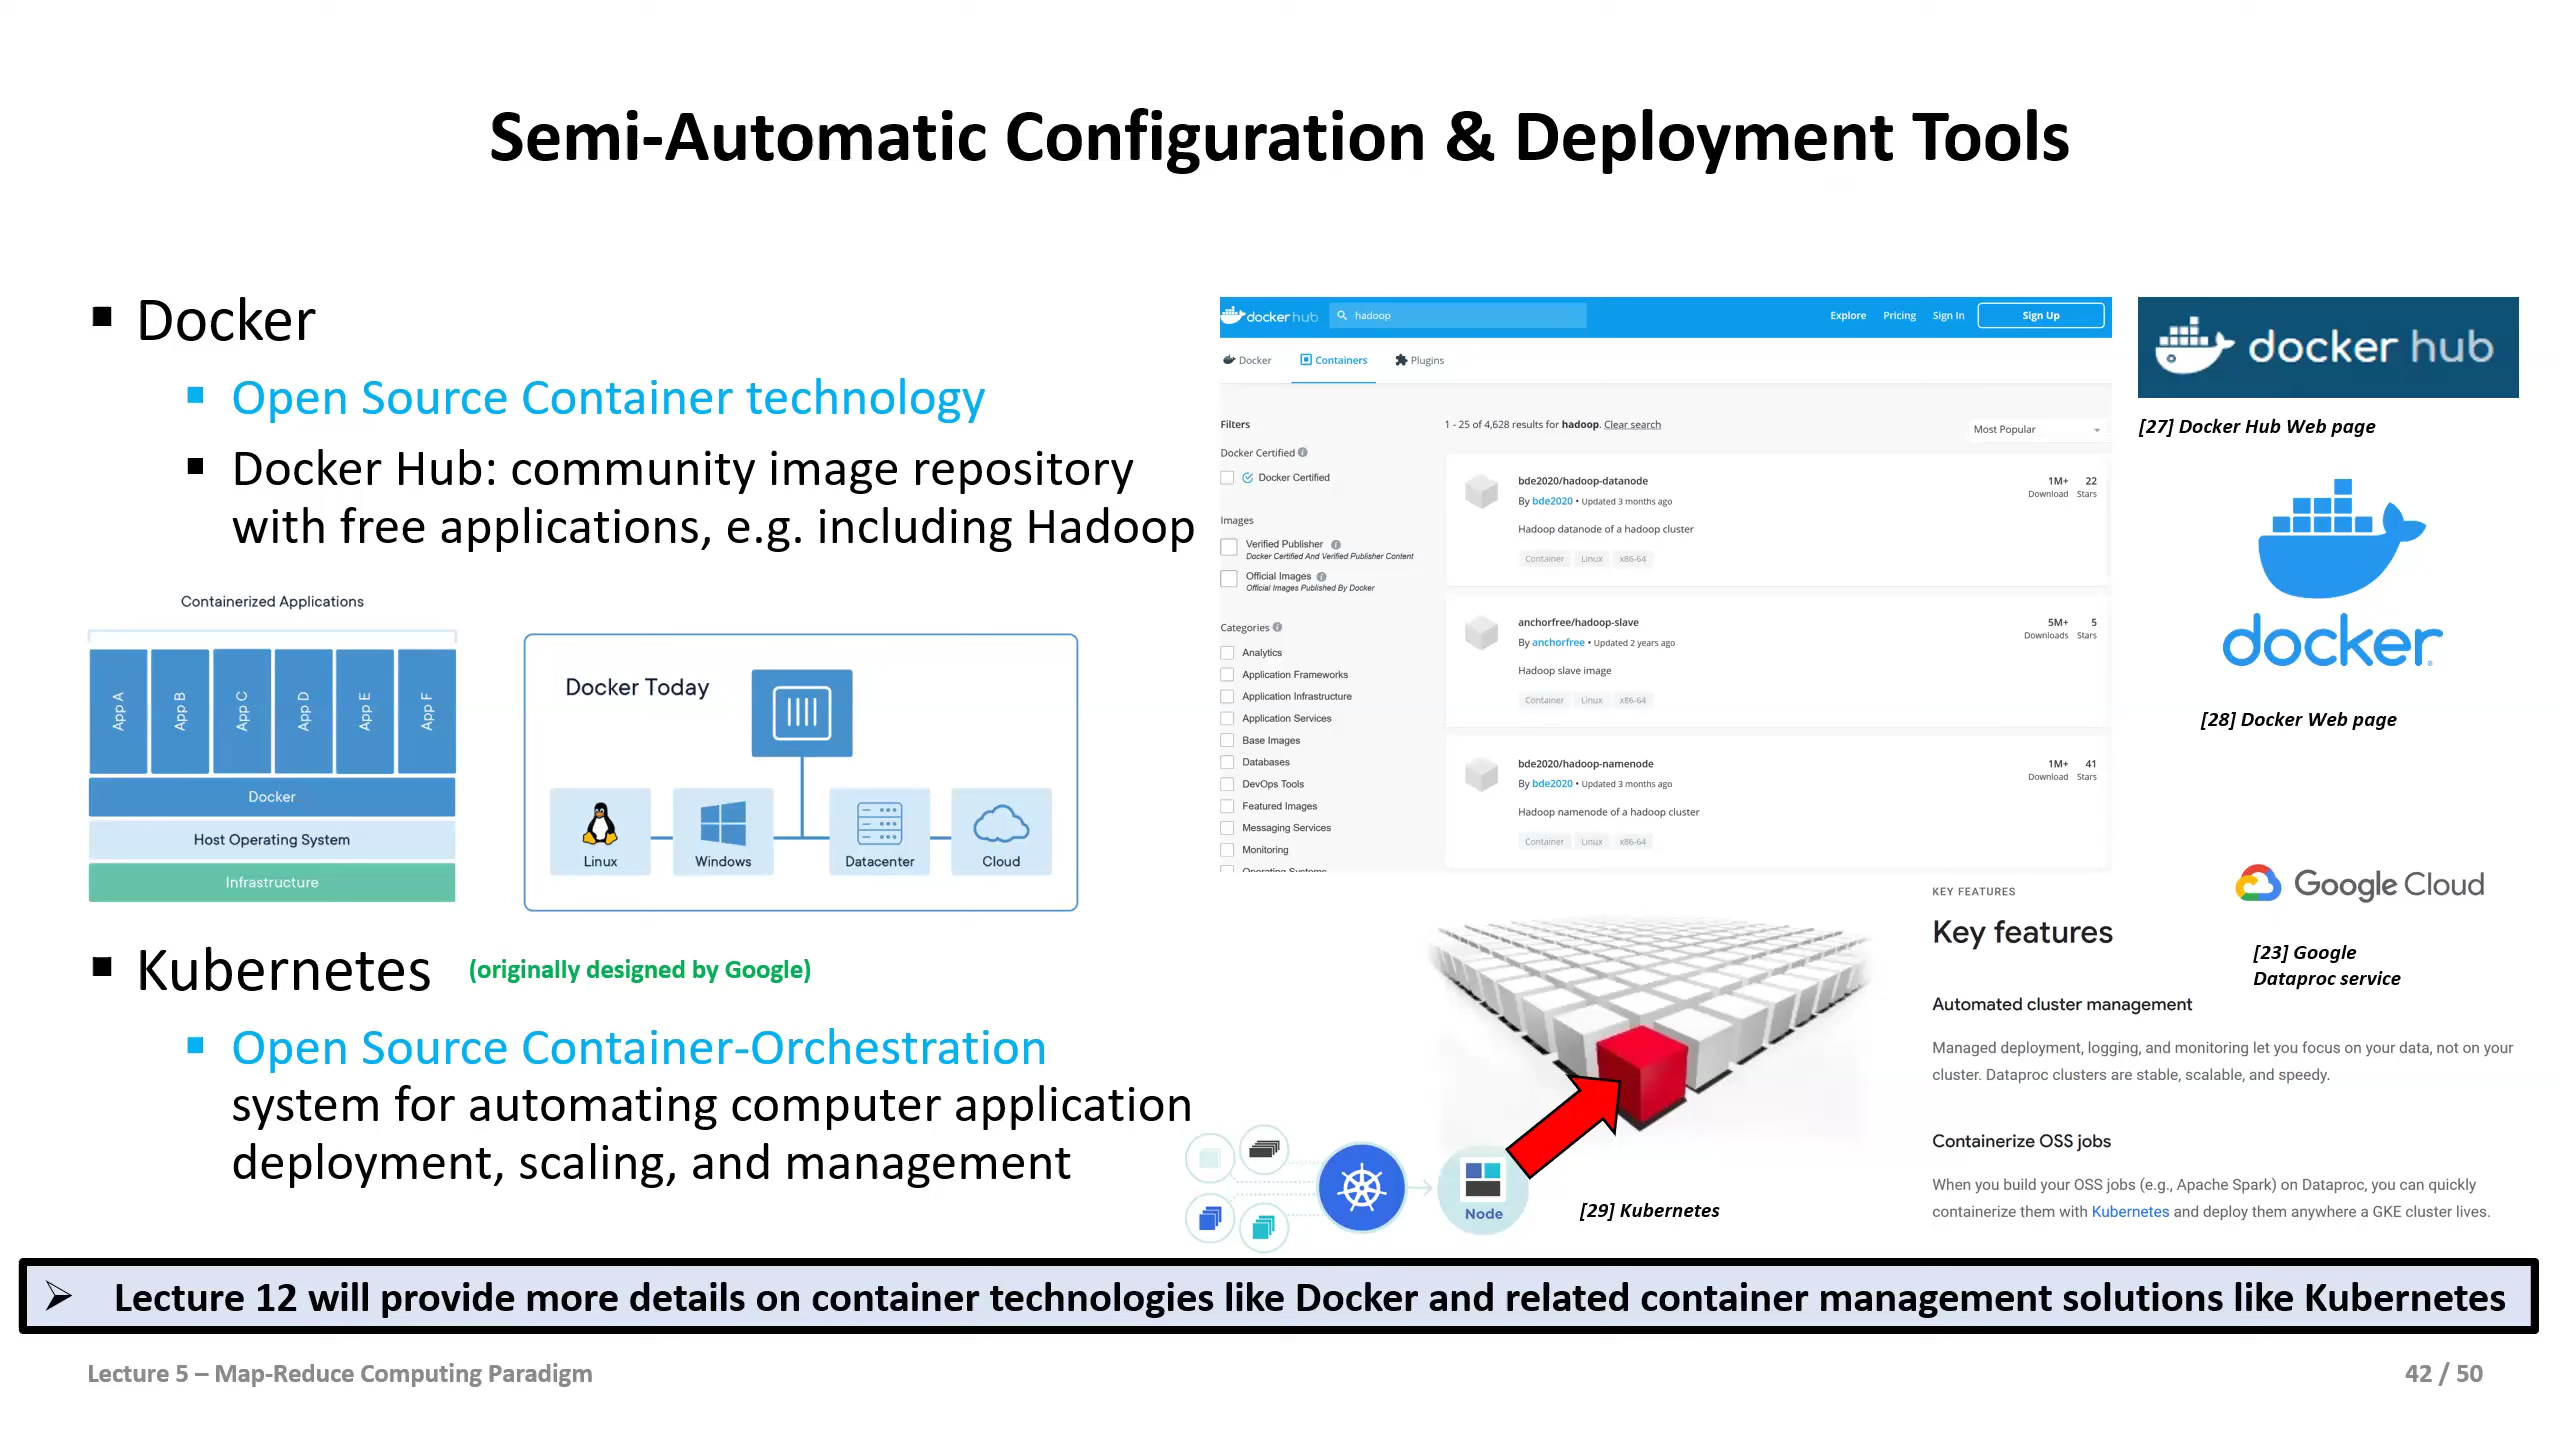 Semi-Automatic Configuration & Deployment Tools
Docker
Open Source Container technology
Docker Hub: community image repository
with free applications, e.g. including Hadoop
Containerized Applications
App A
App B
App C
App D
App E
App F
Docker
Host Operating System
Infrastructure
Docker Today
Linux
Windows
Datacenter
Cloud
Kubernetes (originally designed by Google)
Open Source Container-Orchestration
system for automating computer application
deployment, scaling, and management
docker hub
hadoop
Explore Pricing Sign In Sign Up
Docker Containers Plugins
Filters
Docker Certified
Docker Certified
Images
Verified Publisher
Docker Certified And Verified Publisher Content
Official Images
Official Images Published By Docker
Categories
Analytics
Application Frameworks
Application Infrastructure
Application Services
Base Images
Databases
DevOps Tools
Featured Images
Messaging Services
Monitoring
Operating Systems
1 - 25 of 4,628 results for hadoop. Clear search
Most Popular
bde2020/hadoop-datanode
By bde2020 • Updated 3 months ago
Hadoop datanode of a hadoop cluster
Container Linux x86-64
1M+ 22
Download Stars
anchorfree/hadoop-slave
By anchorfree • Updated 2 years ago
Hadoop slave image
Container Linux x86-64
5M+ 5
Downloads Stars
bde2020/hadoop-namenode
By bde2020 • Updated 3 months ago
Hadoop namenode of a hadoop cluster
Container Linux x86-64
1M+ 41
Download Stars
docker hub
[27] Docker Hub Web page
docker
[28] Docker Web page
Google Cloud
[23] Google
Dataproc service
KEY FEATURES
Key features
Automated cluster management
Managed deployment, logging, and monitoring let you focus on your data, not on your
cluster. Dataproc clusters are stable, scalable, and speedy.
Containerize OSS jobs
When you build your OSS jobs (e.g., Apache Spark) on Dataproc, you can quickly
containerize them with Kubernetes and deploy them anywhere a GKE cluster lives.
Node
[29] Kubernetes
Lecture 12 will provide more details on container technologies like Docker and related container management solutions like Kubernetes
Lecture 5 – Map-Reduce Computing Paradigm
42 / 50